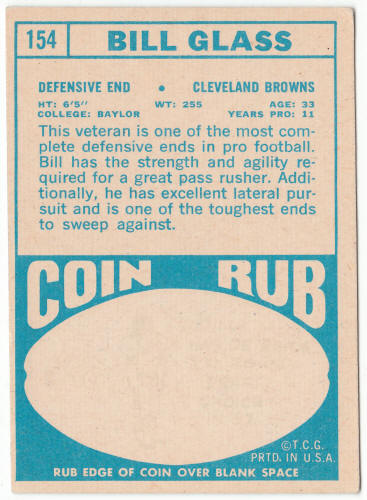 154 BILL GLASS
DEFENSIVE END • CLEVELAND BROWNS
HT: 6'5" WT: 255 AGE: 33
COLLEGE: BAYLOR YEARS PRO: 11
This veteran is one of the most com-
plete defensive ends in pro football.
Bill has the strength and agility re-
quired for a great pass rusher. Addi-
tionally, he has excellent lateral pur-
suit and is one of the toughest ends
to sweep against.
COIN RUB
©T.C.G.
PRTD. IN U.S.A.
RUB EDGE OF COIN OVER BLANK SPACE